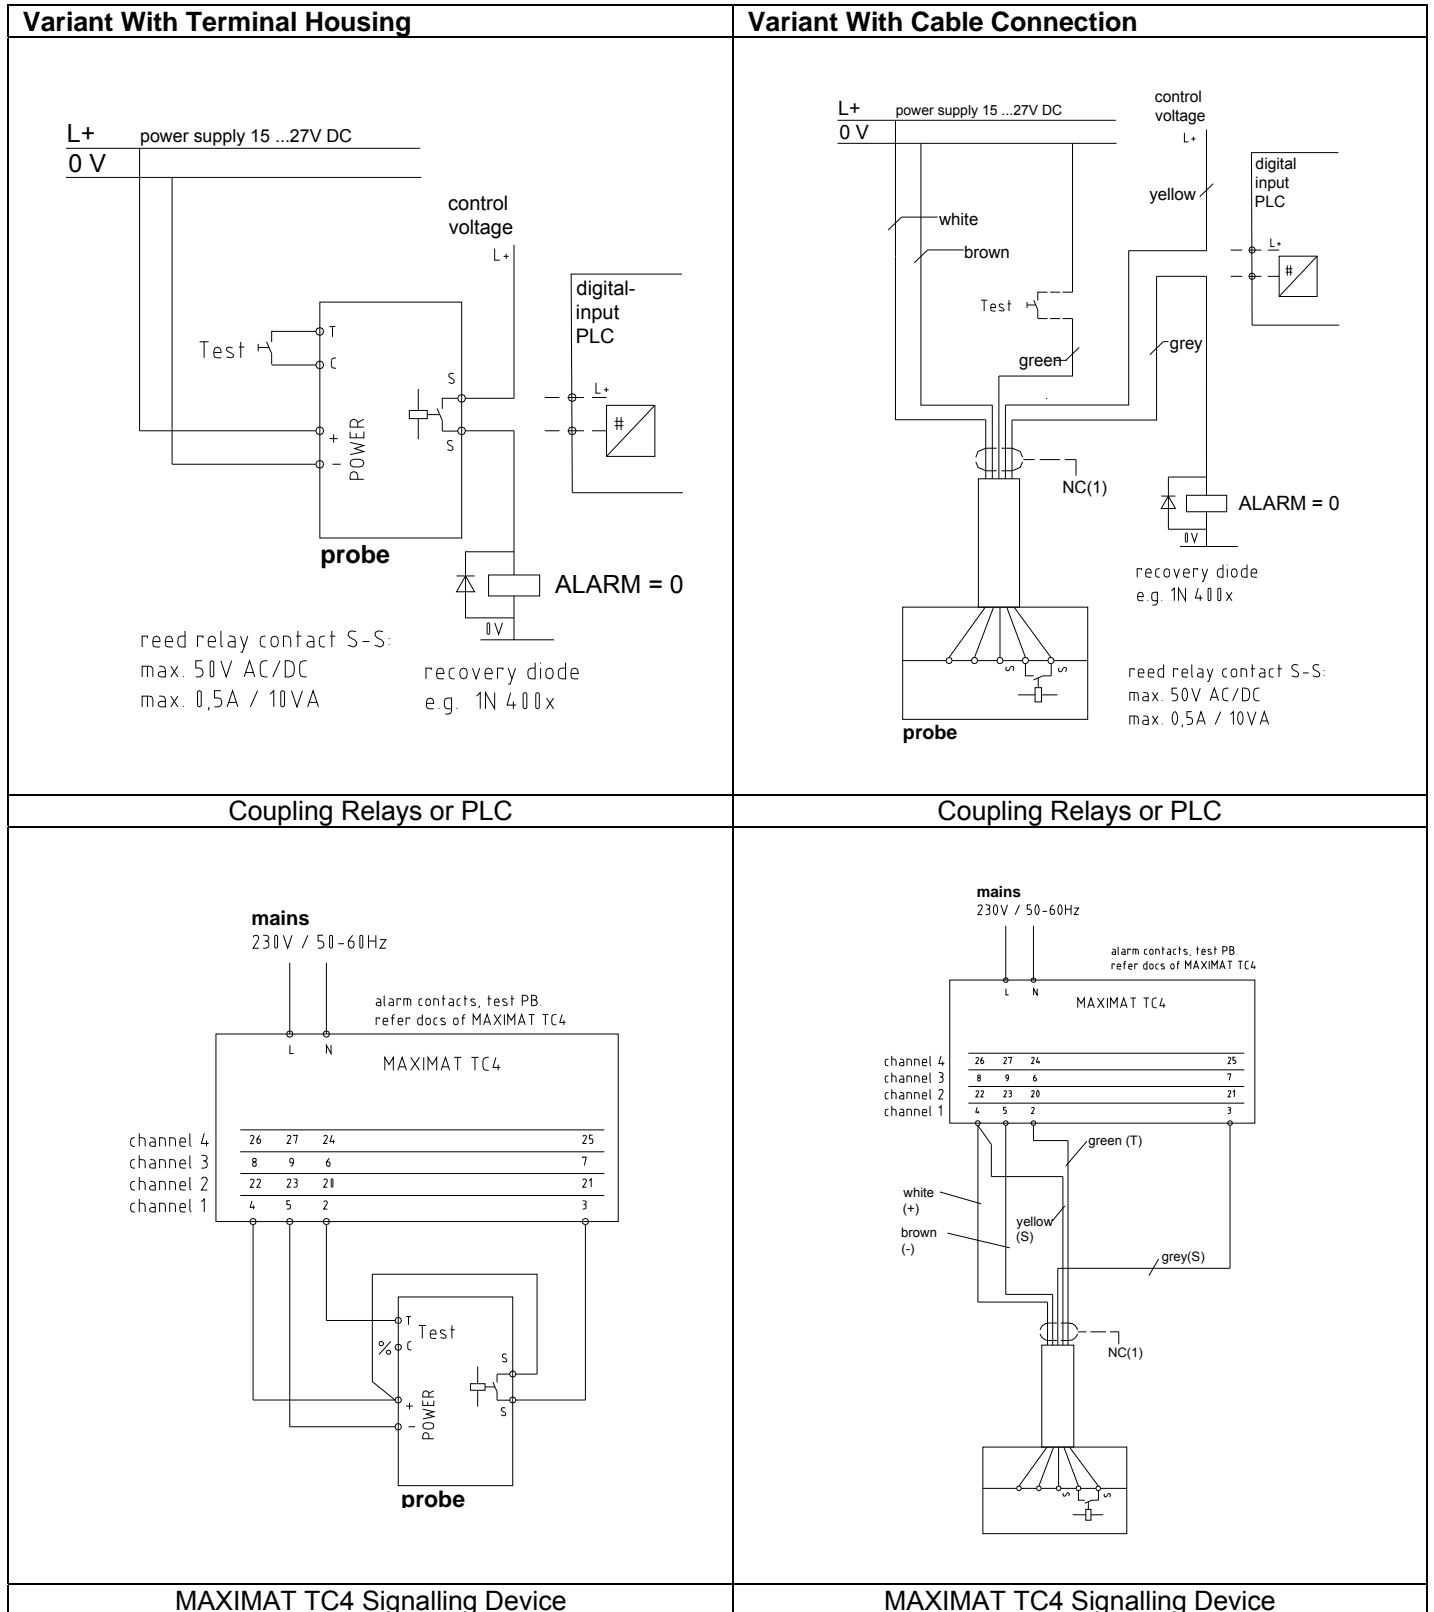 Variant With Terminal Housing
L+ power supply 15 ...27V DC
0 V
control
voltage
L+
digital-
input
PLC
Test
T
C
S
L+
#
+
POWER
-
S
probe
ALARM = 0
0V
reed relay contact S-S:
max. 50V AC/DC
max. 0,5A / 10VA
recovery diode
e.g. 1N 400x
Coupling Relays or PLC
Variant With Cable Connection
L+ power supply 15 ...27V DC
0 V
control
voltage
L+
digital
input
PLC
yellow
white
brown
L+
#
Test
green
grey
NC(1)
ALARM = 0
0V
recovery diode
e.g. 1N 400x
S S
probe
reed relay contact S-S:
max. 50V AC/DC
max. 0,5A / 10VA
Coupling Relays or PLC
mains
230V / 50-60Hz
alarm contacts, test PB.
refer docs of MAXIMAT TC4
L N
MAXIMAT TC4
channel 4 26 27 24 25
channel 3 8 9 6 7
channel 2 22 23 20 21
channel 1 4 5 2 3
T
Test
% C
S
+
POWER
-
S
probe
MAXIMAT TC4 Signalling Device
mains
230V / 50-60Hz
alarm contacts, test PB.
refer docs of MAXIMAT TC4
L N
MAXIMAT TC4
channel 4 26 27 24 25
channel 3 8 9 6 7
channel 2 22 23 20 21
channel 1 4 5 2 3
green (T)
white
(+)
yellow
(S)
brown
(-)
grey(S)
NC(1)
S S
MAXIMAT TC4 Signalling Device